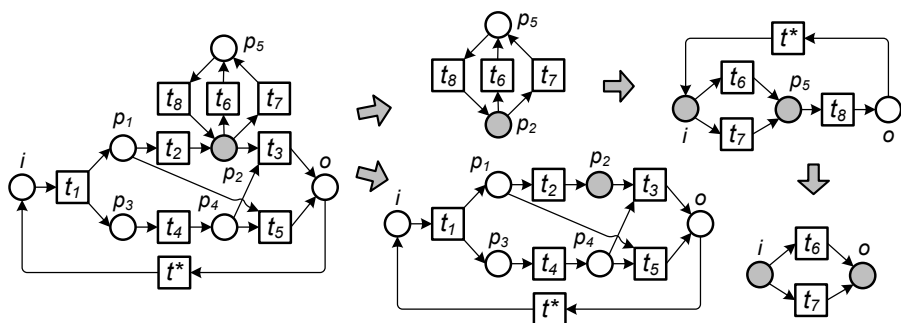 p5
t8 t6 t7
p1
t2 t3
i p2 o
t1
p3 p4
t4 t5
t*
p5
t8 t6 t7
p2
p1 p2
t2 t3
i o
t1
p3 p4
t4 t5
t*
t*
t6 p5
t8
i t7 o
i t6 o
t7